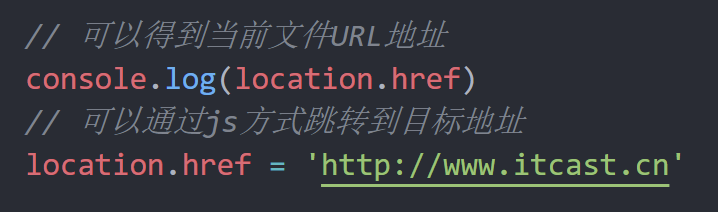 // 可以得到当前文件URL地址
console.log(location.href)
// 可以通过js方式跳转到目标地址
location.href = 'http://www.itcast.cn'